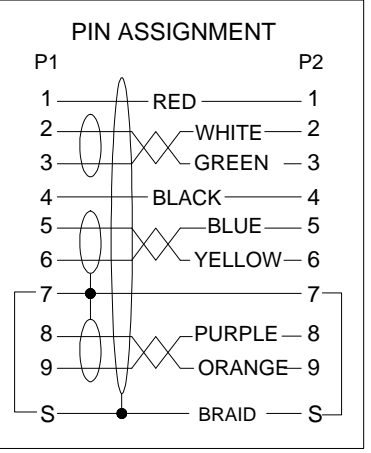 PIN ASSIGNMENT
P1 P2
1 RED 1
2 WHITE 2
3 GREEN 3
4 BLACK 4
5 BLUE 5
6 YELLOW 6
7 7
8 PURPLE 8
9 ORANGE 9
S BRAID S